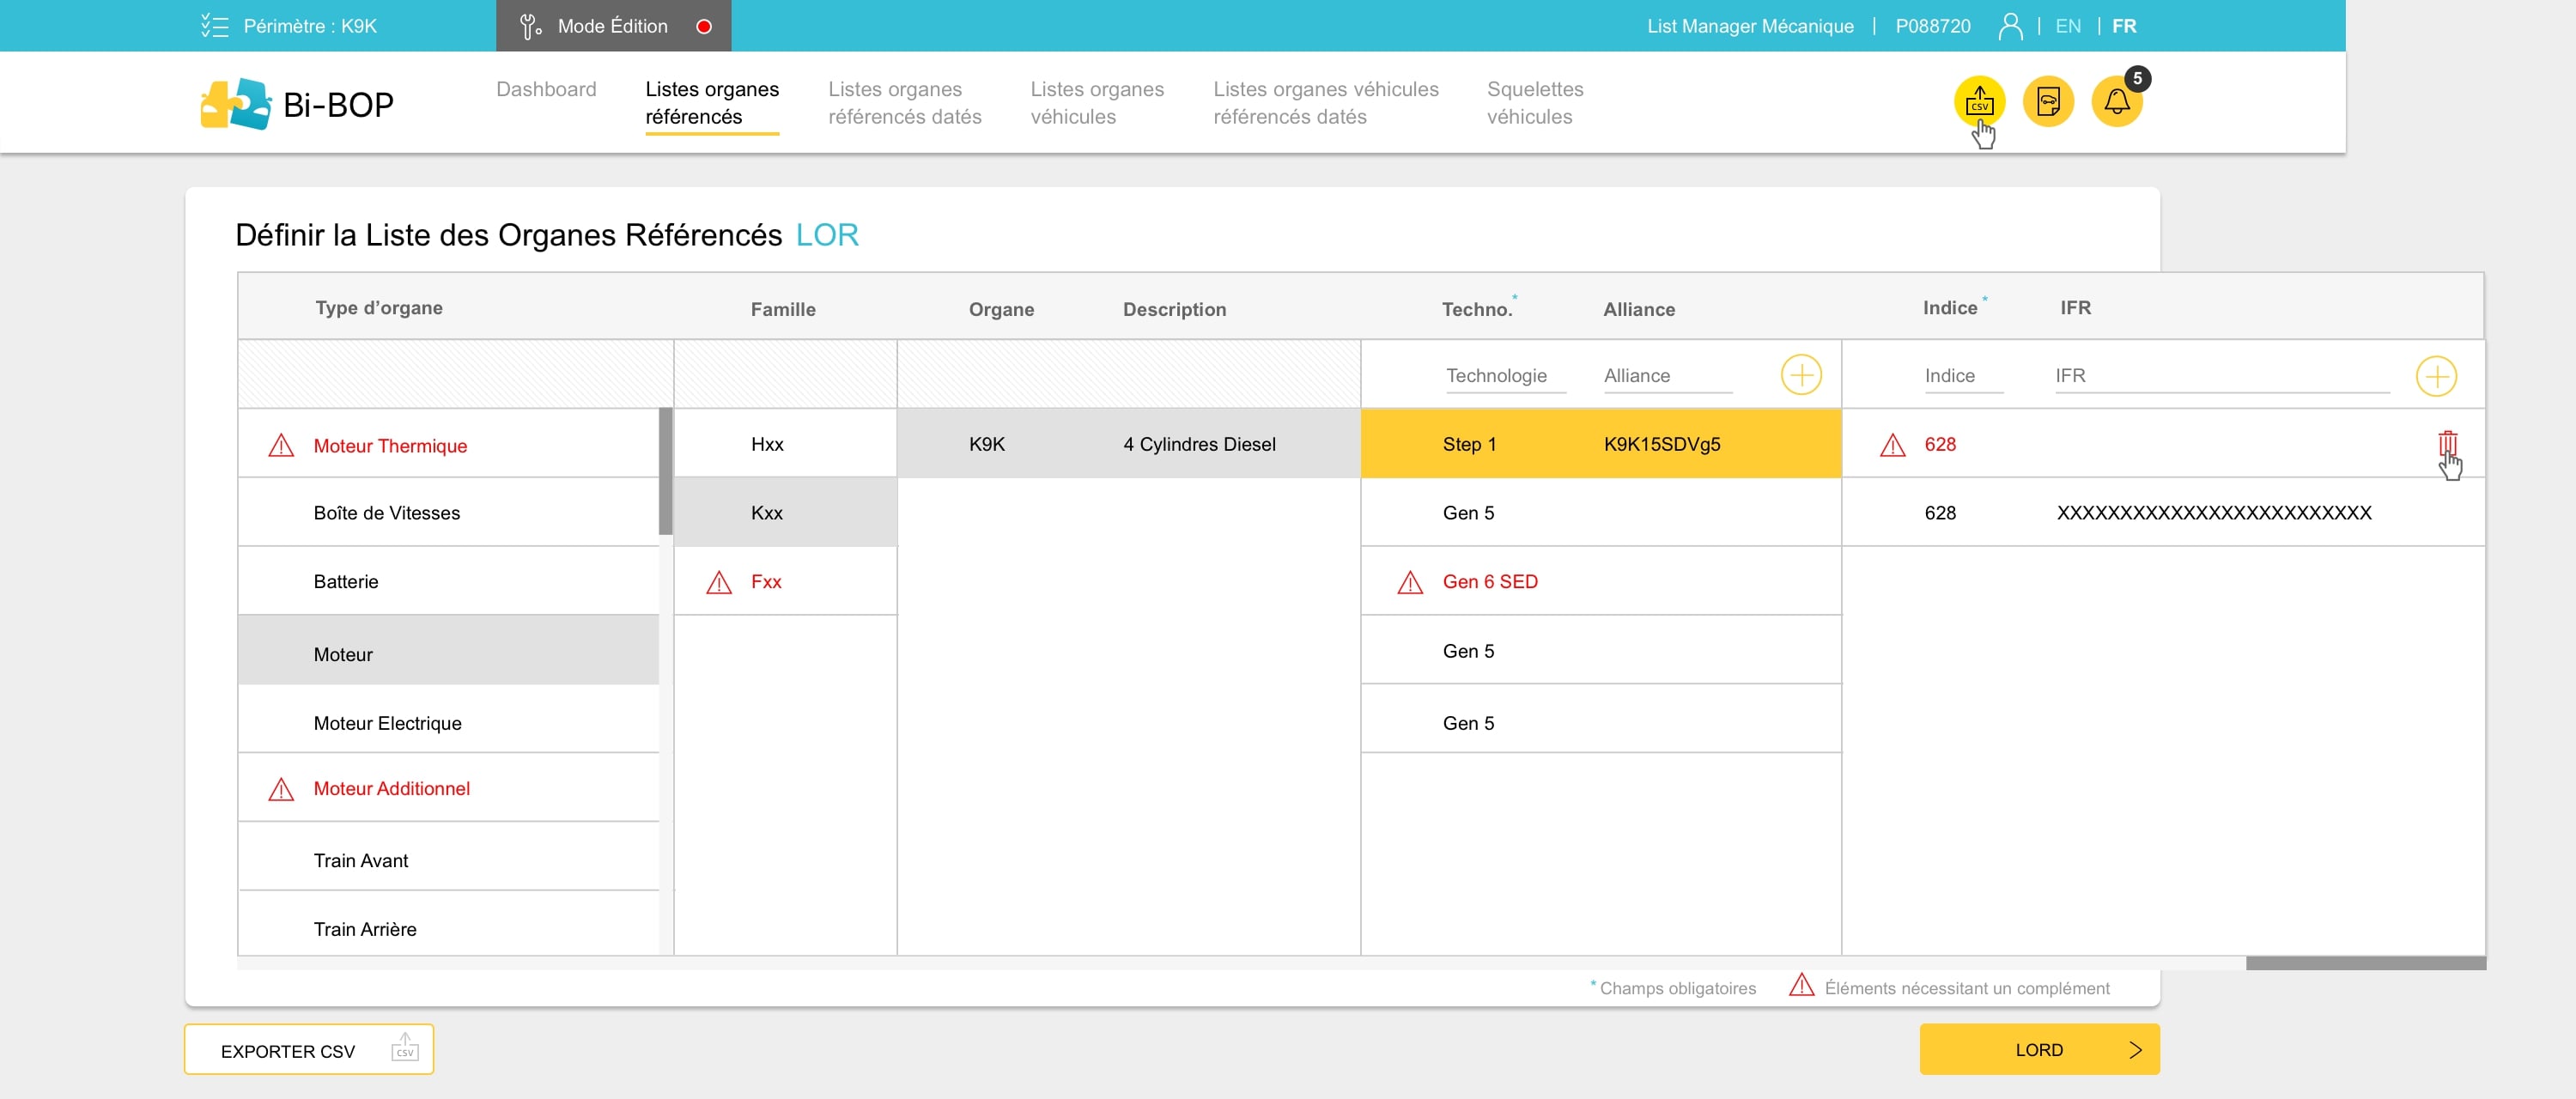 Périmètre : K9K
Mode Édition
List Manager Mécanique | P088720 | EN | FR
Bi-BOP
Dashboard
Listes organes
référencés
Listes organes
référencés datés
Listes organes
véhicules
Listes organes véhicules
référencés datés
Squelettes
véhicules
CSV
5
Définir la Liste des Organes Référencés LOR
Type d’organe Famille Organe Description Techno.* Alliance Indice * IFR
Technologie Alliance Indice IFR
Moteur Thermique Hxx K9K 4 Cylindres Diesel Step 1 K9K15SDVg5 628
Boîte de Vitesses Kxx Gen 5 628 XXXXXXXXXXXXXXXXXXXXXXXXX
Batterie Fxx Gen 6 SED
Moteur Gen 5
Moteur Electrique Gen 5
Moteur Additionnel
Train Avant
Train Arrière
* Champs obligatoires Éléments nécessitant un complément
EXPORTER CSV CSV
LORD